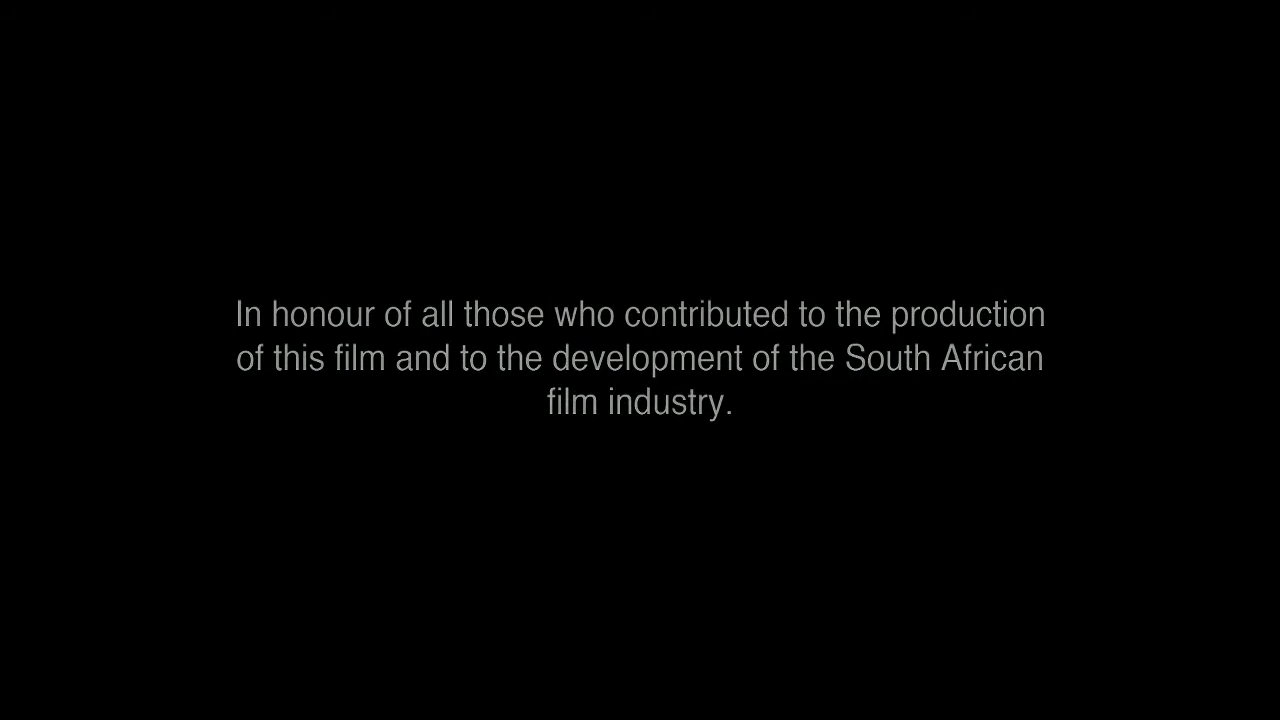 In honour of all those who contributed to the production
of this film and to the development of the South African
film industry.